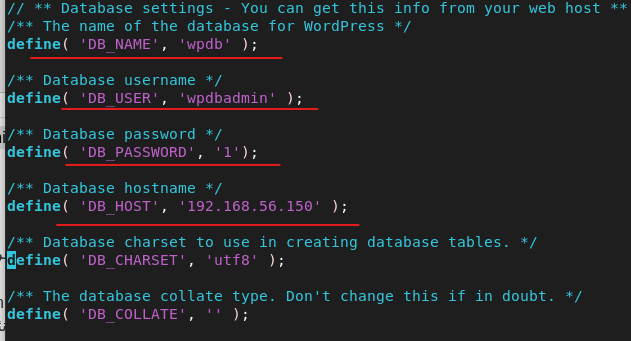 // ** Database settings - You can get this info from your web host **
/** The name of the database for WordPress */
define( 'DB_NAME', 'wpdb' );
/** Database username */
define( 'DB_USER', 'wpdbadmin' );
/** Database password */
define( 'DB_PASSWORD', '1');
/** Database hostname */
define( 'DB_HOST', '192.168.56.150' );
/** Database charset to use in creating database tables. */
define( 'DB_CHARSET', 'utf8' );
/** The database collate type. Don't change this if in doubt. */
define( 'DB_COLLATE', '' );